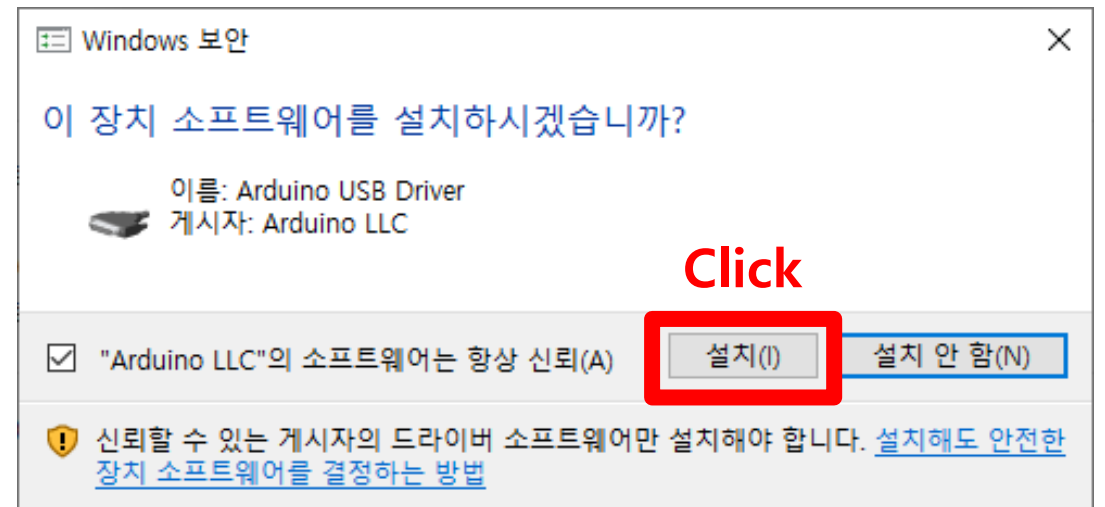 Windows 보안
이 장치 소프트웨어를 설치하시겠습니까?
이름: Arduino USB Driver
게시자: Arduino LLC
Click
"Arduino LLC"의 소프트웨어는 항상 신뢰(A)
설치(I)
설치 안 함(N)
신뢰할 수 있는 게시자의 드라이버 소프트웨어만 설치해야 합니다. 설치해도 안전한
장치 소프트웨어를 결정하는 방법